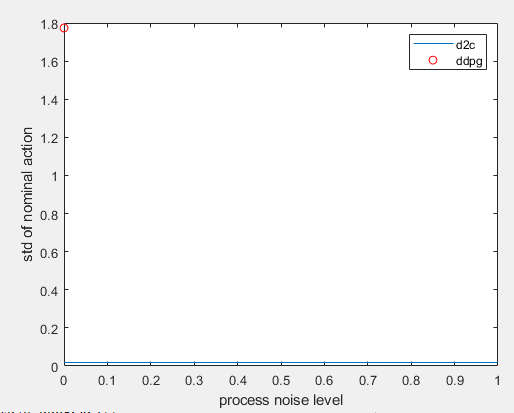 1.8
d2c
ddpg
1.6
1.4
1.2
1
0.8
0.6
0.4
0.2
0
std of nominal action
0 0.1 0.2 0.3 0.4 0.5 0.6 0.7 0.8 0.9 1
process noise level